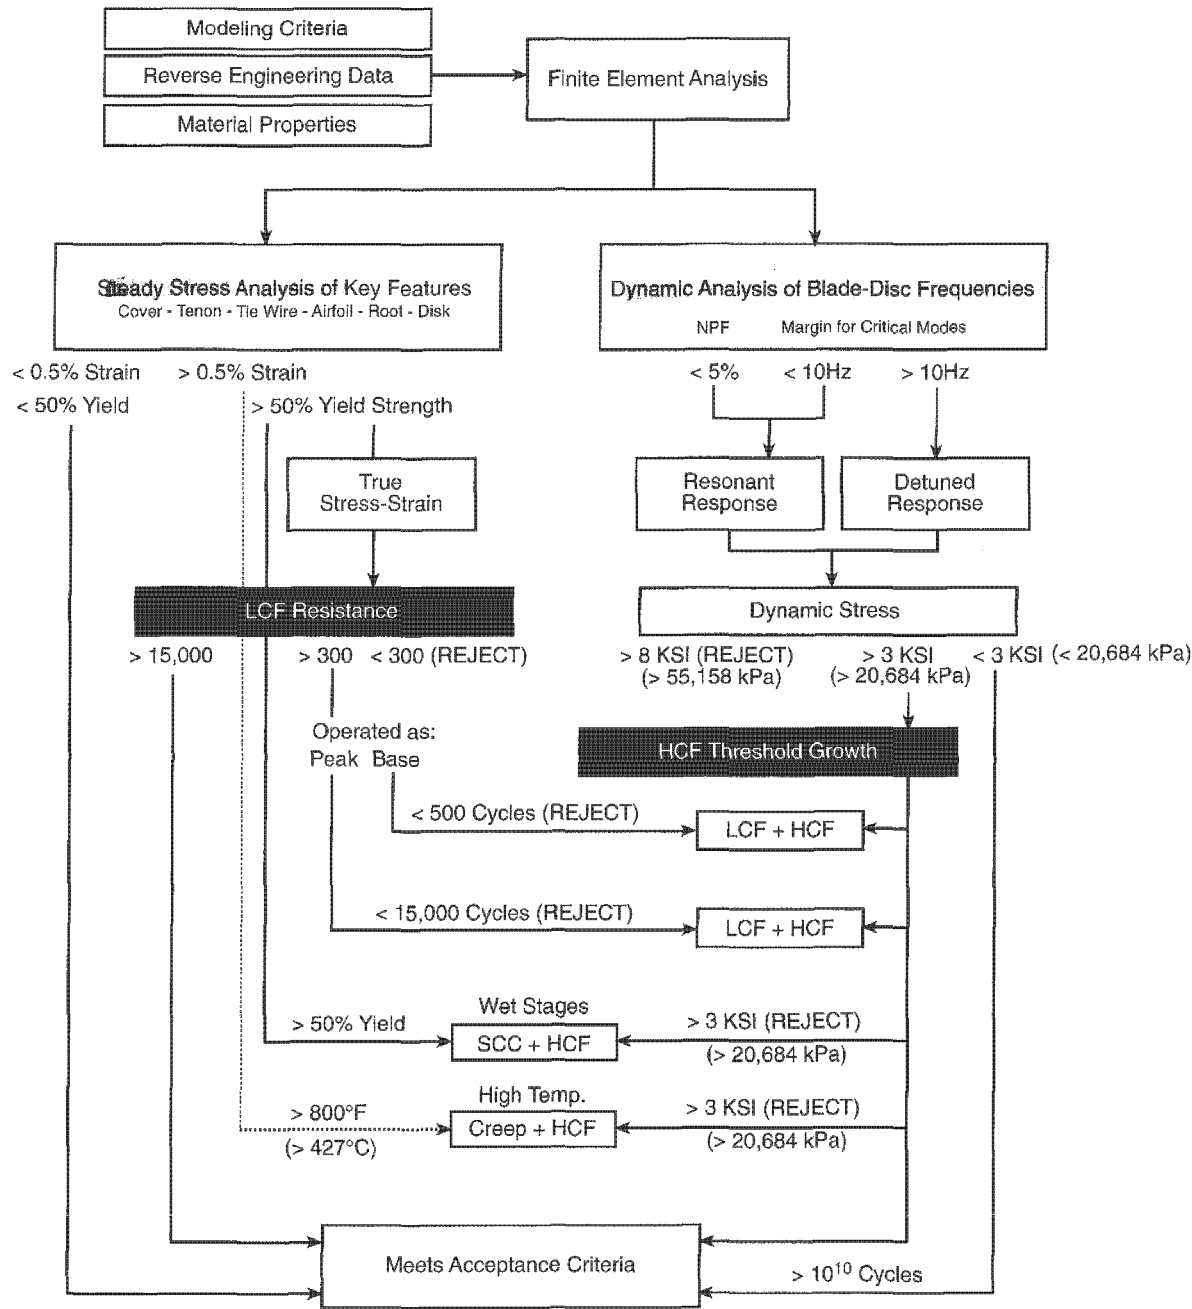 Modeling Criteria
Reverse Engineering Data
Material Properties
Finite Element Analysis
Steady Stress Analysis of Key Features
Cover - Tenon - Tie Wire - Airfoil - Root - Disk
Dynamic Analysis of Blade-Disc Frequencies
NPF Margin for Critical Modes
< 0.5% Strain > 0.5% Strain
< 50% Yield > 50% Yield Strength
< 5% < 10Hz > 10Hz
True
Stress-Strain
Resonant
Response
Detuned
Response
LCF Resistance
Dynamic Stress
> 15,000 > 300 < 300 (REJECT)
> 8 KSI (REJECT)
(> 55,158 kPa)
> 3 KSI
(> 20,684 kPa)
< 3 KSI (< 20,684 kPa)
Operated as:
Peak Base
HCF Threshold Growth
< 500 Cycles (REJECT)
LCF + HCF
< 15,000 Cycles (REJECT)
LCF + HCF
Wet Stages
> 50% Yield
SCC + HCF
> 3 KSI (REJECT)
(> 20,684 kPa)
High Temp.
> 800°F
(> 427°C)
Creep + HCF
> 3 KSI (REJECT)
(> 20,684 kPa)
Meets Acceptance Criteria
> 10¹⁰ Cycles